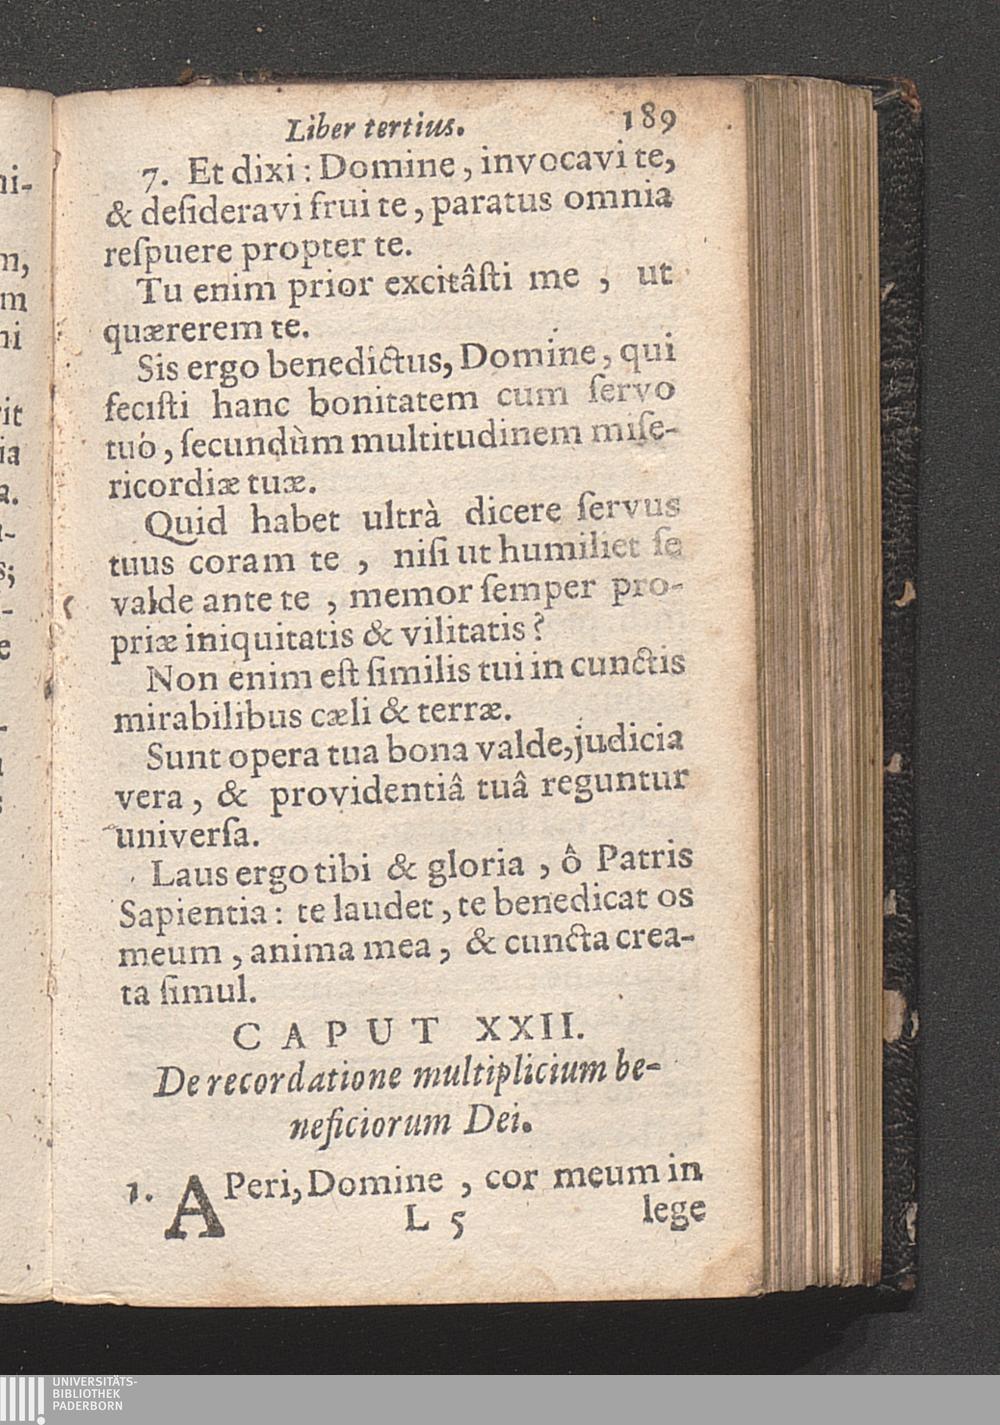 Liber tertius. 189
7. Et dixi: Domine, invocavi te,
& deſideravi frui te, paratus omnia
reſpuere propter te.
Tu enim prior excitâſti me, ut
quærerem te.
Sis ergo benedictus, Domine, qui
feciſti hanc bonitatem cum ſervo
tuo, ſecundùm multitudinem miſe-
ricordiæ tuæ.
Quid habet ultrà dicere ſervus
tuus coram te, niſi ut humiliet ſe
valde ante te, memor ſemper pro-
priæ iniquitatis & vilitatis?
Non enim eſt ſimilis tui in cunctis
mirabilibus cæli & terræ.
Sunt opera tua bona valde, judicia
vera, & providentiâ tuâ reguntur
univerſa.
Laus ergo tibi & gloria, ô Patris
Sapientia: te laudet, te benedicat os
meum, anima mea, & cuncta crea-
ta ſimul.
CAPUT XXII.
De recordatione multiplicium be-
neficiorum Dei.
1. APeri, Domine, cor meum in
L 5 lege
UNIVERSITÄTS-
BIBLIOTHEK
PADERBORN